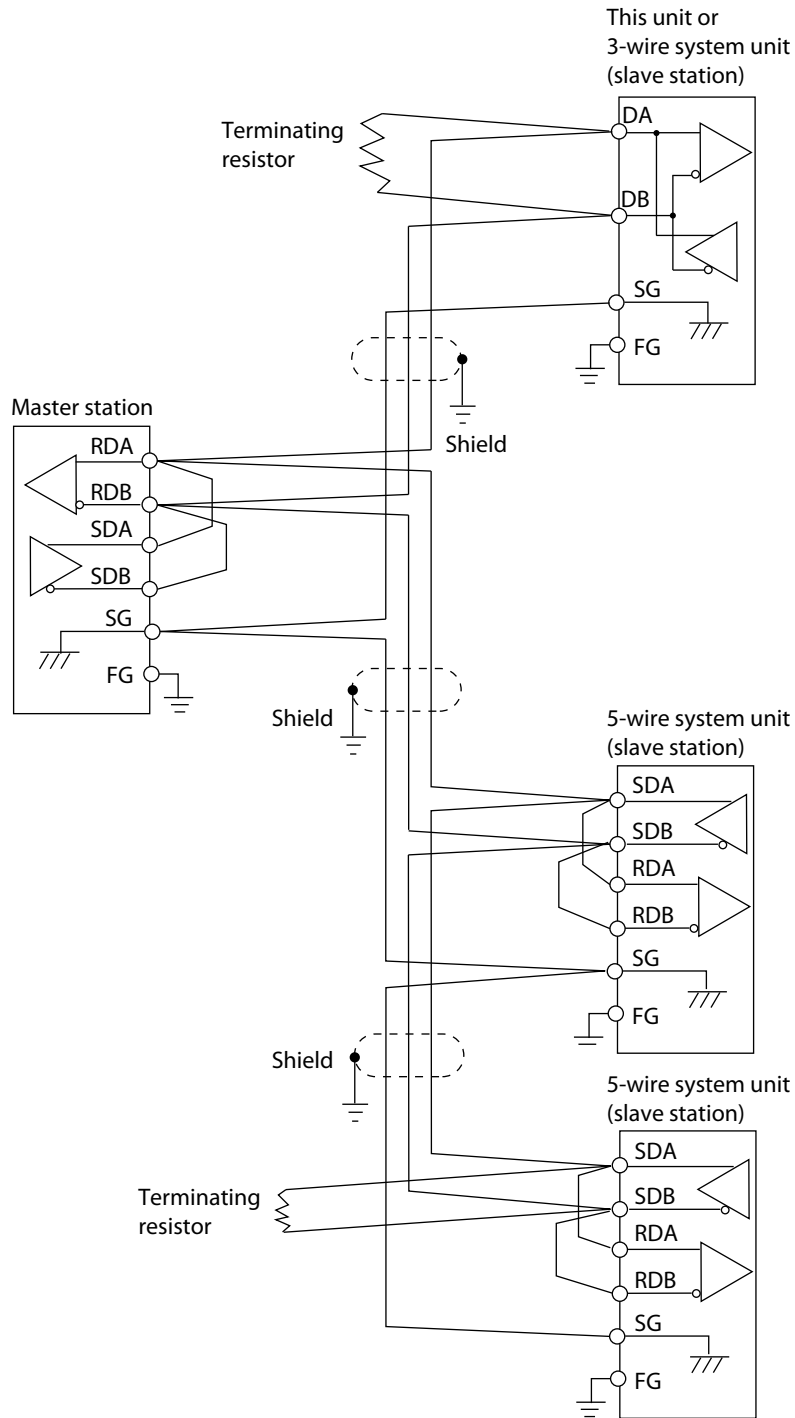 This unit or
3-wire system unit
(slave station)
Terminating
resistor
DA
DB
SG
FG
Shield
Master station
RDA
RDB
SDA
SDB
SG
FG
Shield
5-wire system unit
(slave station)
SDA
SDB
RDA
RDB
SG
FG
Shield
5-wire system unit
(slave station)
SDA
SDB
RDA
RDB
SG
FG
Terminating
resistor